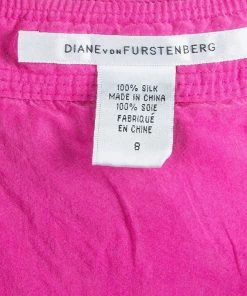 DIANE VON FURSTENBERG
100% SILK
MADE IN CHINA
100% SOIE
FABRIQUÉ
EN CHINE
8